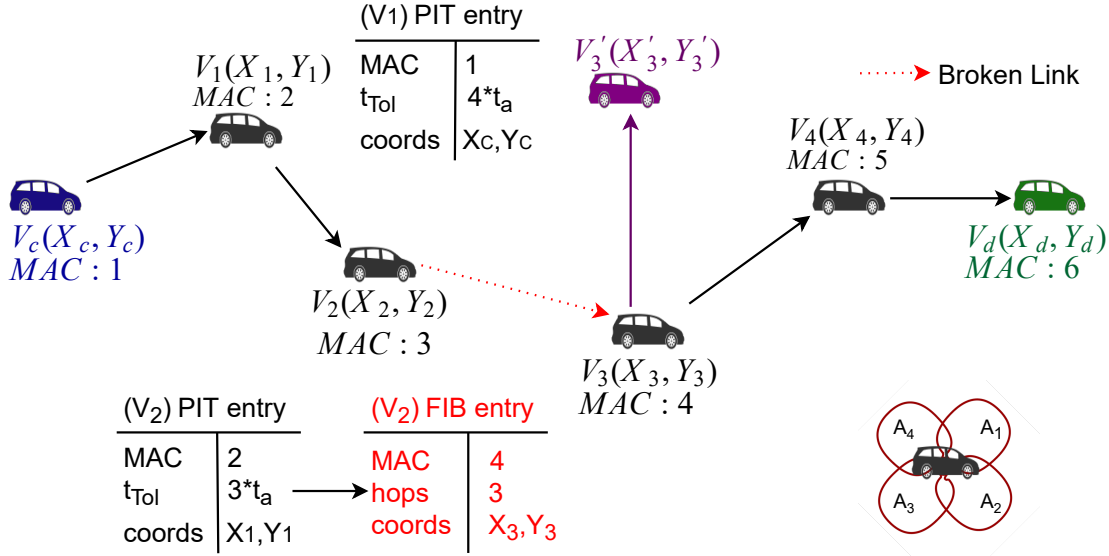 (V1) PIT entry
MAC 1
tTol 4*ta
coords XC,YC
V1(X1, Y1)
MAC : 2
V3'(X3', Y3')
Broken Link
V4(X4, Y4)
MAC : 5
Vc(Xc, Yc)
MAC : 1
Vd(Xd, Yd)
MAC : 6
V2(X2, Y2)
MAC : 3
V3(X3, Y3)
MAC : 4
(V2) PIT entry
MAC 2
tTol 3*ta
coords X1,Y1
(V2) FIB entry
MAC 4
hops 3
coords X3,Y3
A4 A1
A3 A2